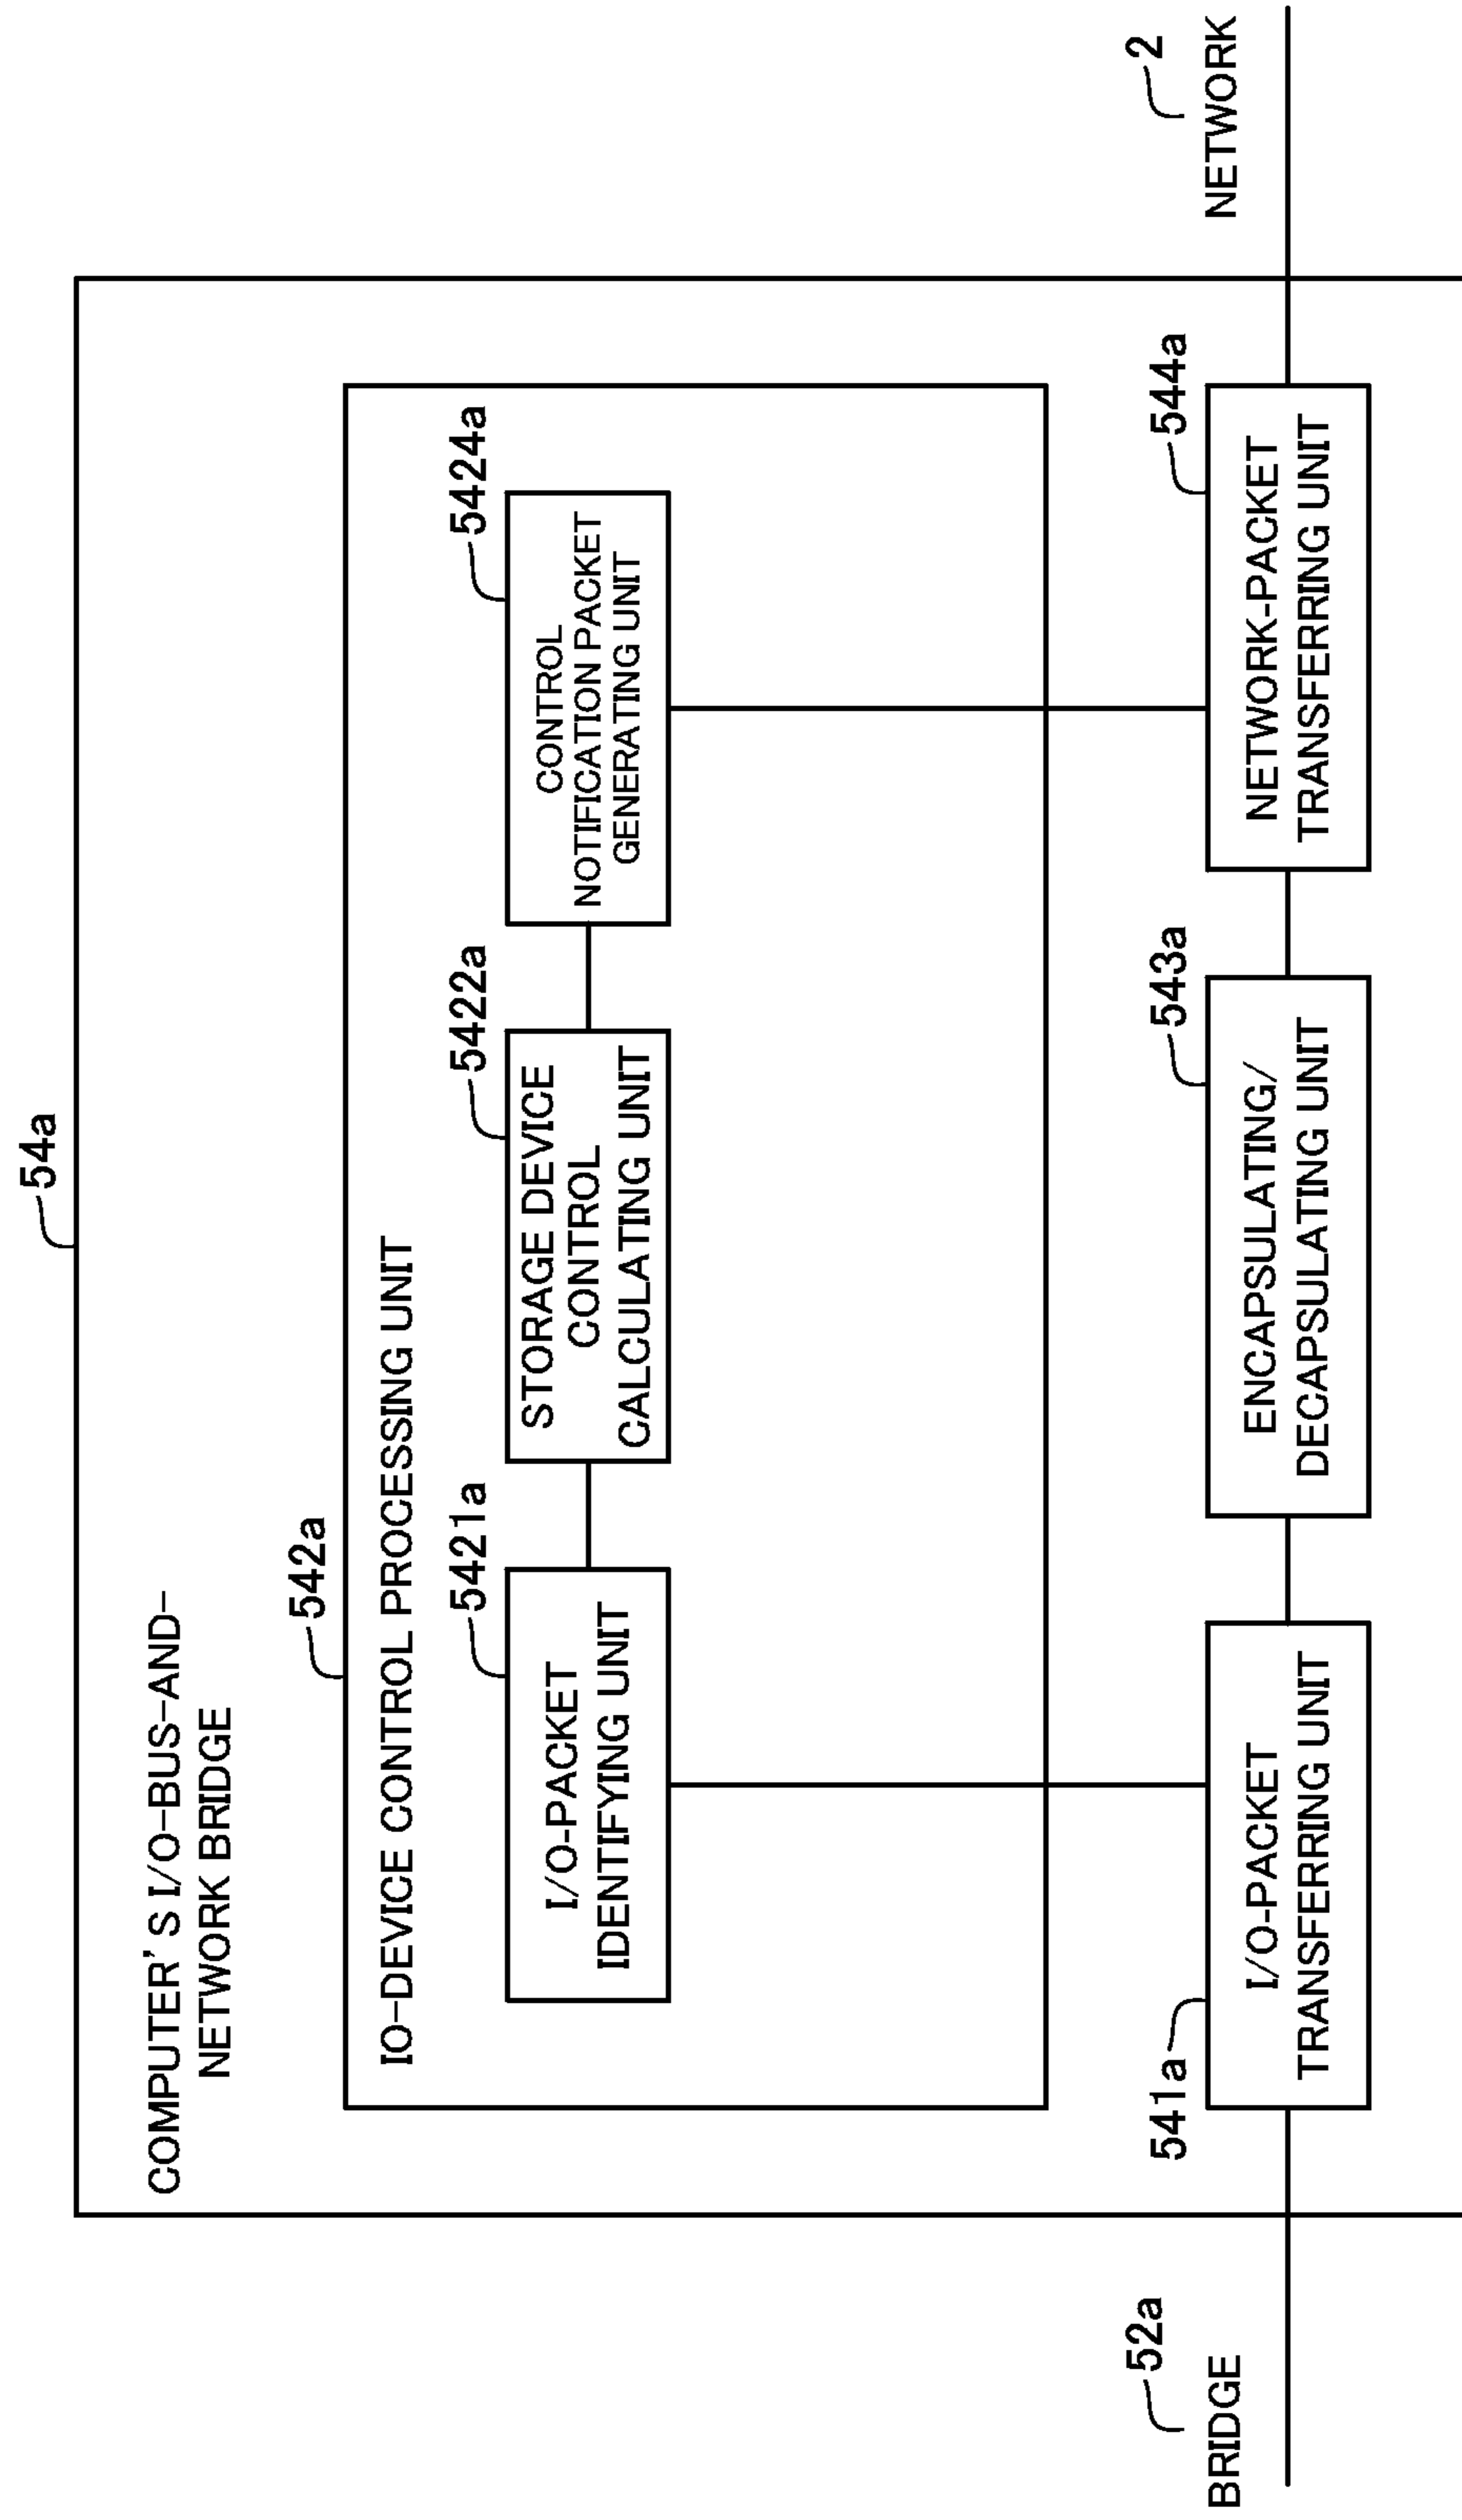 54a
COMPUTER'S I/O-BUS-AND-
NETWORK BRIDGE
542a
IO-DEVICE CONTROL PROCESSING UNIT
5421a
I/O-PACKET
IDENTIFYING UNIT
5422a
STORAGE DEVICE
CONTROL
CALCULATING UNIT
5424a
CONTROL
NOTIFICATION PACKET
GENERATING UNIT
52a
BRIDGE
541a
I/O-PACKET
TRANSFERRING UNIT
543a
ENCAPSULATING/
DECAPSULATING UNIT
544a
NETWORK-PACKET
TRANSFERRING UNIT
2
NETWORK